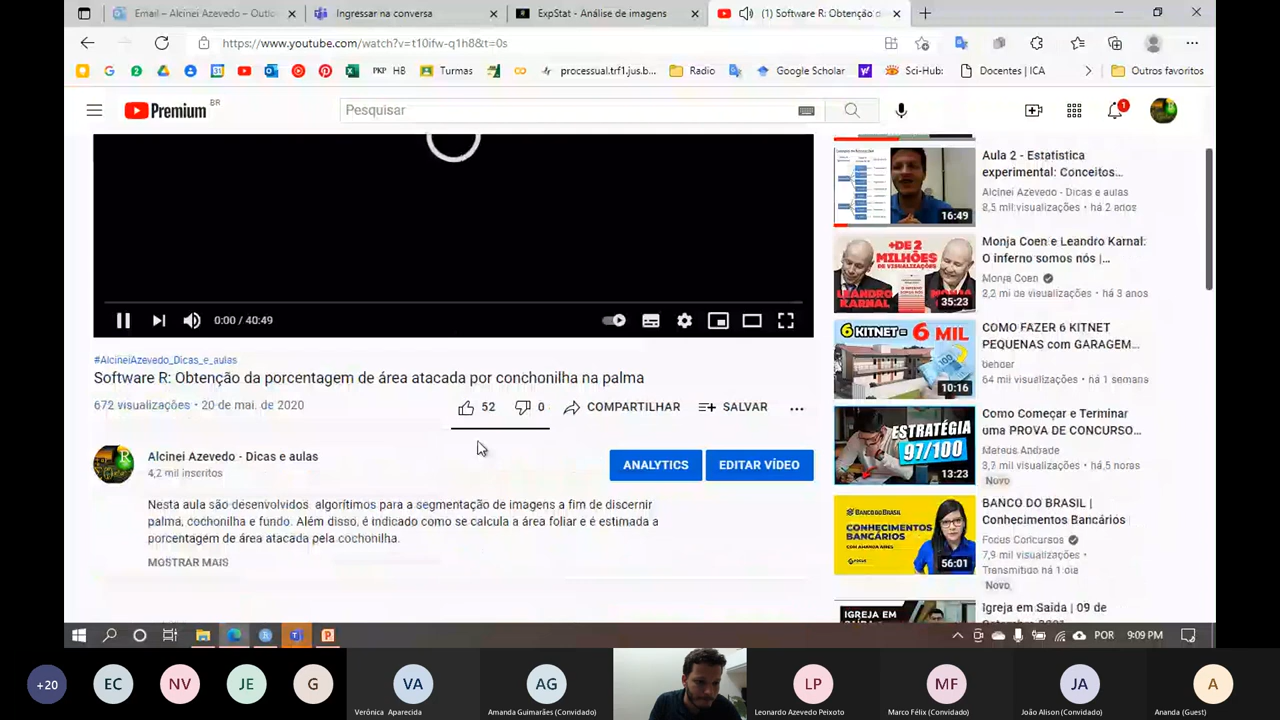 Email – Alcinei Azevedo – Outlo
Ingressar na conversa
ExpStat - Análise de imagens
(1) Software R: Obtenção d
https://www.youtube.com/watch?v=t10ifw-q1h8&t=0s
PKP HB
Turmas
processual.trf1.jus.b...
Radio
Google Scholar
Sci-Hub:
Docentes | ICA
Outros favoritos
Premium BR
Pesquisar
1
Aula 2 - Estatistica
experimental: Conceitos...
Alcinei Azevedo - Dicas e aulas
8,5 mil visualizações • há 2 anos
16:49
+DE 2
MILHÕES
DE VISUALIZAÇÕES
LEANDRO
KARNAL
MONJA
35:23
Monja Coen e Leandro Karnal:
O inferno somos nós |...
Monja Coen
2,2 mi de visualizações • há 3 anos
6 KITNET = 6 MIL
10:16
COMO FAZER 6 KITNET
PEQUENAS com GARAGEM...
bender
64 mil visualizações • há 1 semana
0:00 / 40:49
#AlcineiAzevedo_Dicas_e_aulas
Software R: Obtenção da porcentagem de área atacada por conchonilha na palma
672 visualizações • 20 de mai. de 2020
52
0
COMPARTILHAR
SALVAR
ESTRATÉGIA
97/100
13:23
Como Começar e Terminar
uma PROVA DE CONCURSO...
Mateus Andrade
Novo
Alcinei Azevedo - Dicas e aulas
4,2 mil inscritos
ANALYTICS
EDITAR VÍDEO
Nesta aula são desenvolvidos algorítimos para a segmentação de imagens a fim de discernir
palma, cochonilha e fundo. Além disso, é indicado como se calcula a área foliar e é estimada a
porcentagem de área atacada pela cochonilha.
MOSTRAR MAIS
BANCO DO BRASIL
CONHECIMENTOS
BANCÁRIOS
56:01
BANCO DO BRASIL |
Conhecimentos Bancários
Focus Concursos
7,9 mil visualizações •
Transmitido há 1 dia
Novo
IGREJA EM
Igreja em Saída | 09 de
POR
9:09 PM
+20
EC
NV
JE
G
VA
Verônica Aparecida
AG
Amanda Guimarães (Convidado)
LP
Leonardo Azevedo Peixoto
MF
Marco Félix (Convidado)
JA
João Alison (Convidado)
A
Ananda (Guest)